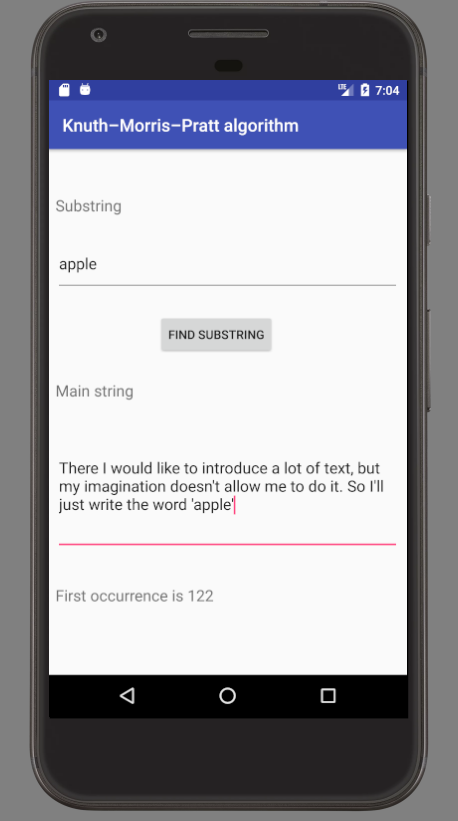 LTE 7:04
Knuth–Morris–Pratt algorithm
Substring
apple
FIND SUBSTRING
Main string
There I would like to introduce a lot of text, but
my imagination doesn't allow me to do it. So I'll
just write the word 'apple'
First occurrence is 122